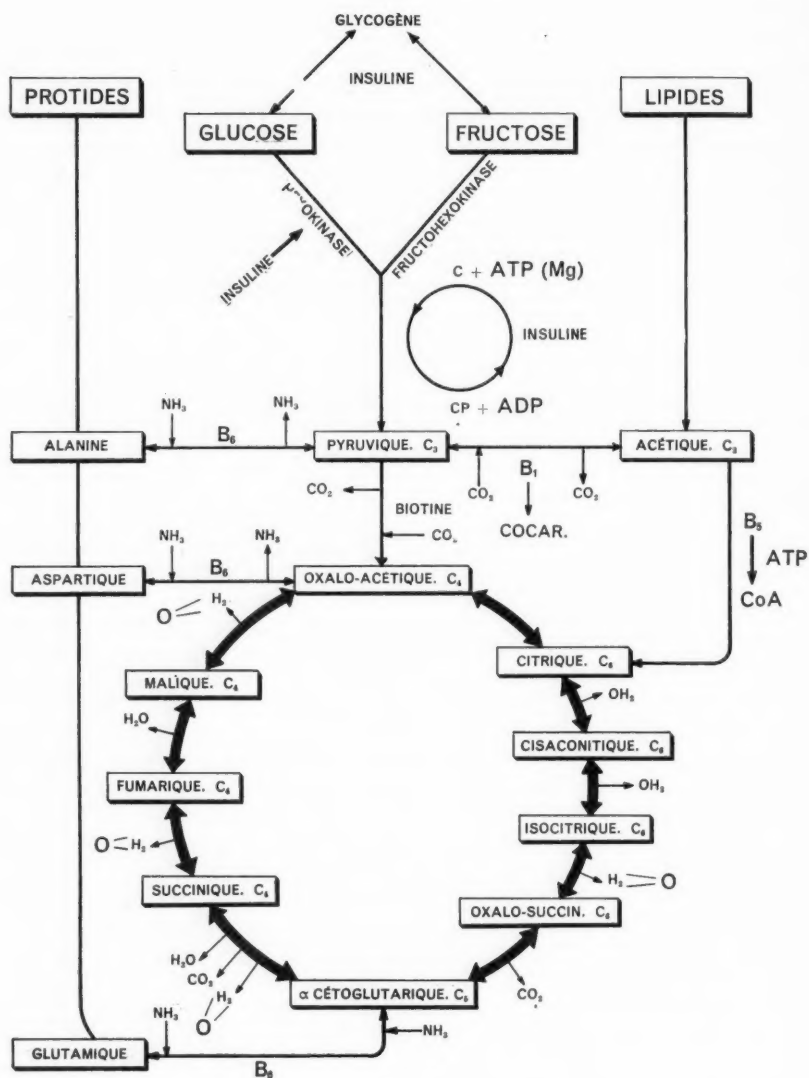 GLYCOGÈNE
INSULINE
PROTIDES
LIPIDES
GLUCOSE
FRUCTOSE
FRUCTOHEXOKINASE
INSULINE
C + ATP (Mg)
INSULINE
CP + ADP
NH₃
NH₃
ALANINE
B₆
PYRUVIQUE. C₃
ACÉTIQUE. C₂
CO₂
BIOTINE
CO₂
B₁
CO₂
COCAR.
NH₃
NH₃
B₅
ATP
CoA
ASPARTIQUE
B₆
OXALO-ACÉTIQUE. C₄
O
H₂
CITRIQUE. C₆
MALIQUE. C₄
OH₂
H₂O
CISACONITIQUE. C₆
FUMARIQUE. C₄
OH₂
ISOCITRIQUE. C₆
O
H₂
H₂
O
SUCCINIQUE. C₄
OXALO-SUCCIN. C₆
H₂O
CO₂
H₂
O
α CÉTOGLUTARIQUE. C₅
CO₂
NH₃
NH₃
GLUTAMIQUE
B₆